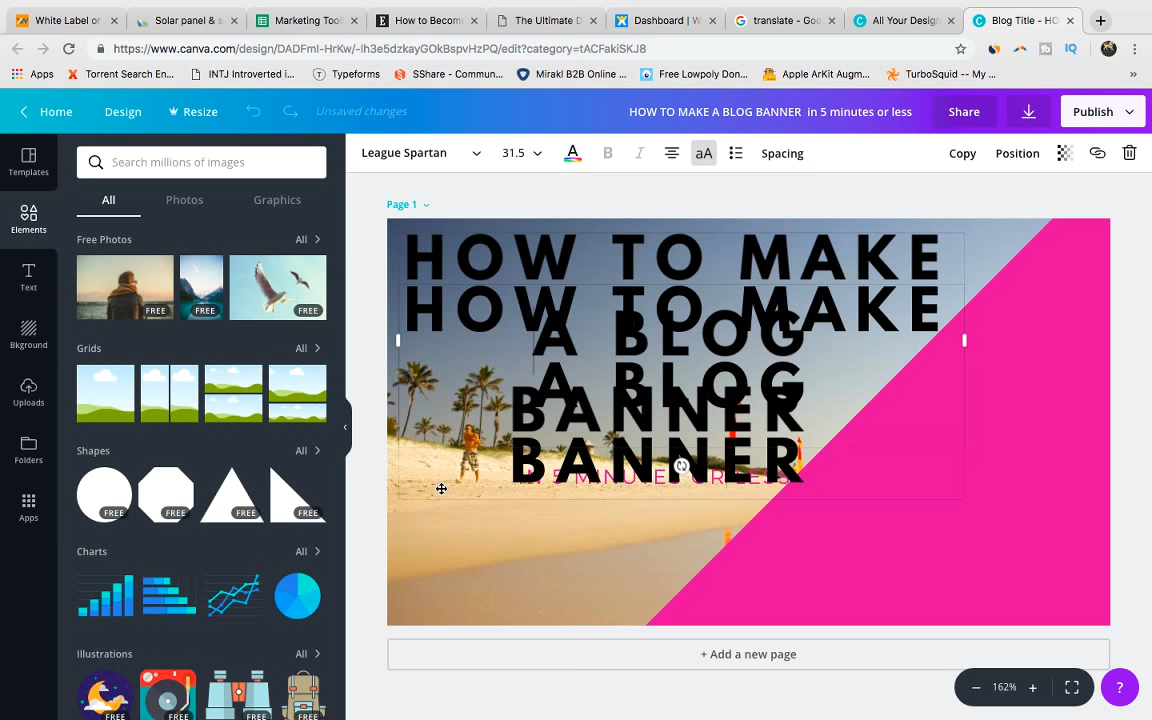 White Label or
Solar panel & s
Marketing Tool
How to Becom
The Ultimate D
Dashboard | W
translate - Goo
All Your Design
Blog Title - HO
https://www.canva.com/design/DADFml-HrKw/-lh3e5dzkayGOkBspvHzPQ/edit?category=tACFakiSKJ8
Apps
Torrent Search En...
INTJ Introverted i...
Typeforms
SShare - Commun...
Mirakl B2B Online ...
Free Lowpoly Don...
Apple ArKit Augm...
TurboSquid -- My ...
»
Home
Design
Resize
Unsaved changes
HOW TO MAKE A BLOG BANNER in 5 minutes or less
Share
Publish
Templates
Elements
Text
Bkground
Uploads
Folders
Apps
Search millions of images
All
Photos
Graphics
Free Photos
All
FREE
FREE
FREE
Grids
All
Shapes
All
FREE
FREE
FREE
FREE
Charts
All
Illustrations
All
FREE
FREE
FREE
FREE
League Spartan
31.5
A
B
I
aA
Spacing
Copy
Position
Page 1
HOW TO MAKE
HOW TO MAKE
A BLOG
A BLOG
BANNER
BANNER
IN 5 MINUTES OR LESS
+ Add a new page
162%
?